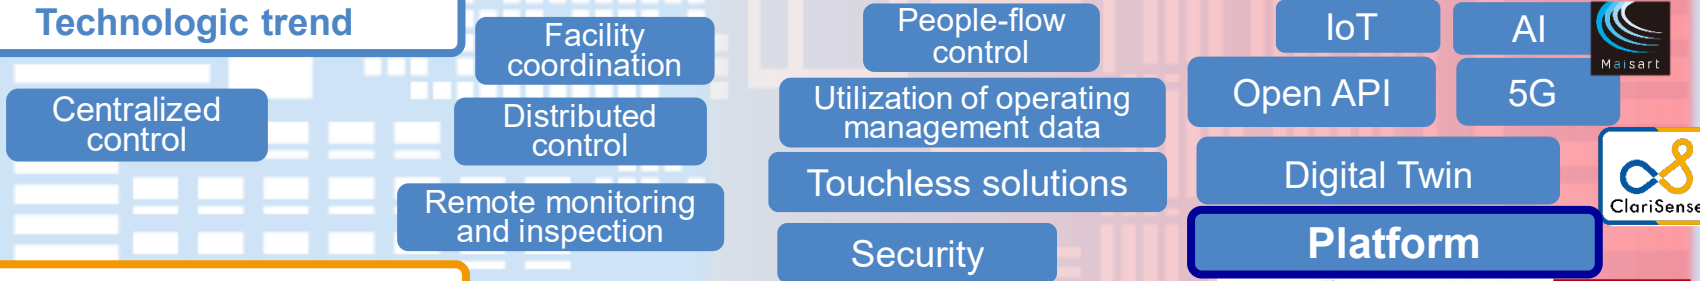 Technologic trend
Centralized
control
Facility
coordination
Distributed
control
Remote monitoring
and inspection
People-flow
control
Utilization of operating
management data
Touchless solutions
Security
IoT
AI
Maisart
Open API
5G
Digital Twin
ClariSense
Platform